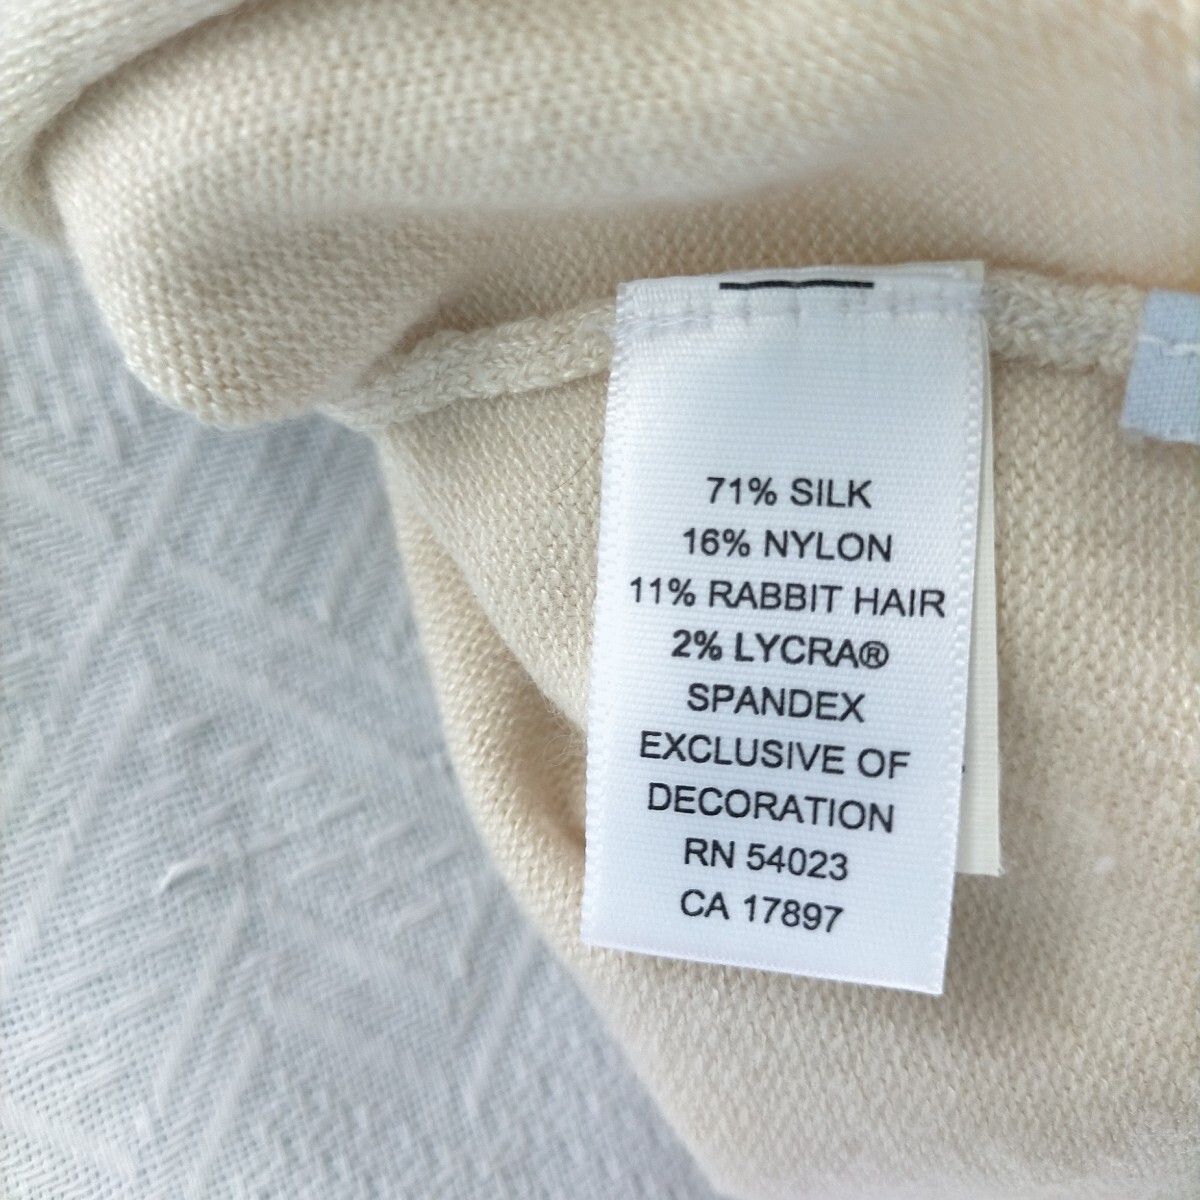 71% SILK
16% NYLON
11% RABBIT HAIR
2% LYCRA®
SPANDEX
EXCLUSIVE OF
DECORATION
RN 54023
CA 17897